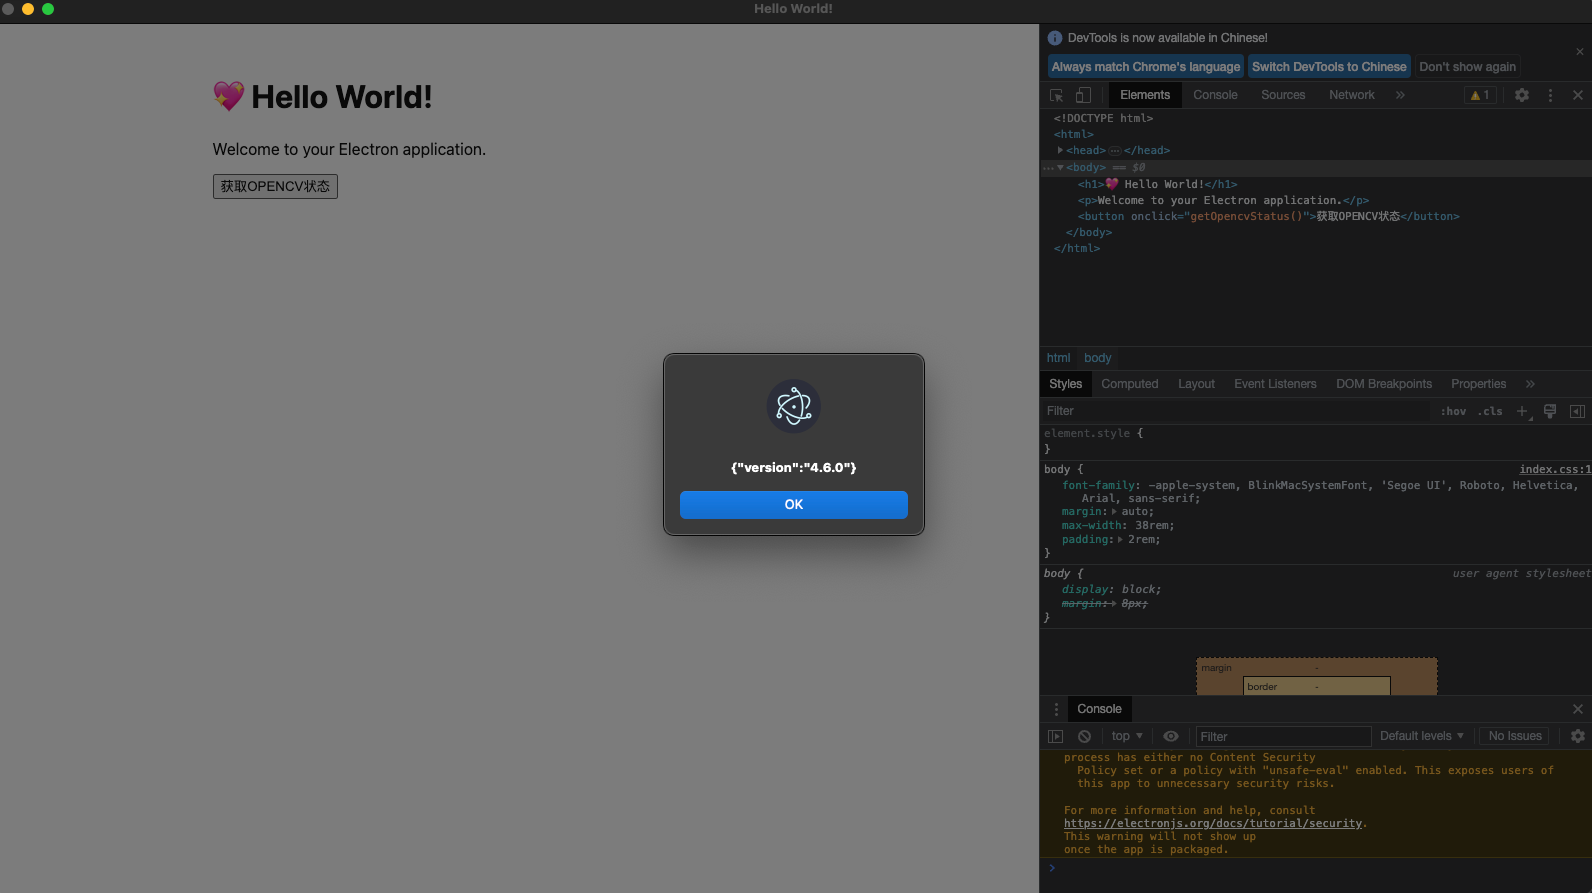 Hello World!
💖 Hello World!
Welcome to your Electron application.
获取OPENCV状态
{"version":"4.6.0"}
OK
DevTools is now available in Chinese!
Always match Chrome's language
Switch DevTools to Chinese
Don't show again
Elements Console Sources Network » 1
<!DOCTYPE html>
<html>
<head> ⋯ </head>
⋯ <body> == $0
<h1>💖 Hello World!</h1>
<p>Welcome to your Electron application.</p>
<button onclick="getOpencvStatus()">获取OPENCV状态</button>
</body>
</html>
html body
Styles Computed Layout Event Listeners DOM Breakpoints Properties »
Filter :hov .cls +
element.style {
}
body { index.css:1
font-family: -apple-system, BlinkMacSystemFont, 'Segoe UI', Roboto, Helvetica,
Arial, sans-serif;
margin: auto;
max-width: 38rem;
padding: 2rem;
}
body { user agent stylesheet
display: block;
margin: 8px;
}
margin -
border -
Console
top Filter Default levels No Issues
process has either no Content Security
Policy set or a policy with "unsafe-eval" enabled. This exposes users of
this app to unnecessary security risks.
For more information and help, consult
https://electronjs.org/docs/tutorial/security.
This warning will not show up
once the app is packaged.
>